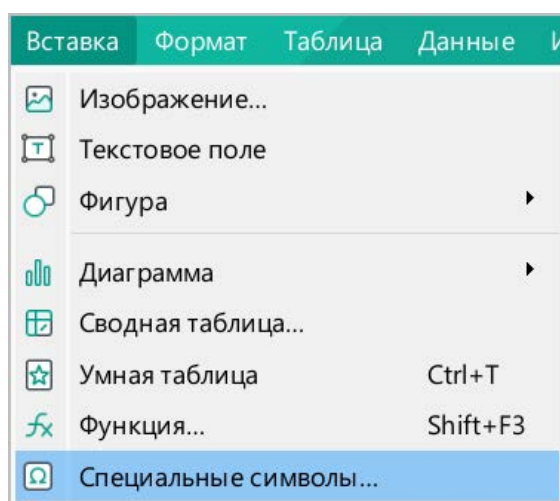 Вставка Формат Таблица Данные
Изображение...
Текстовое поле
Фигура
Диаграмма
Сводная таблица...
Умная таблица Ctrl+T
Функция... Shift+F3
Специальные символы...